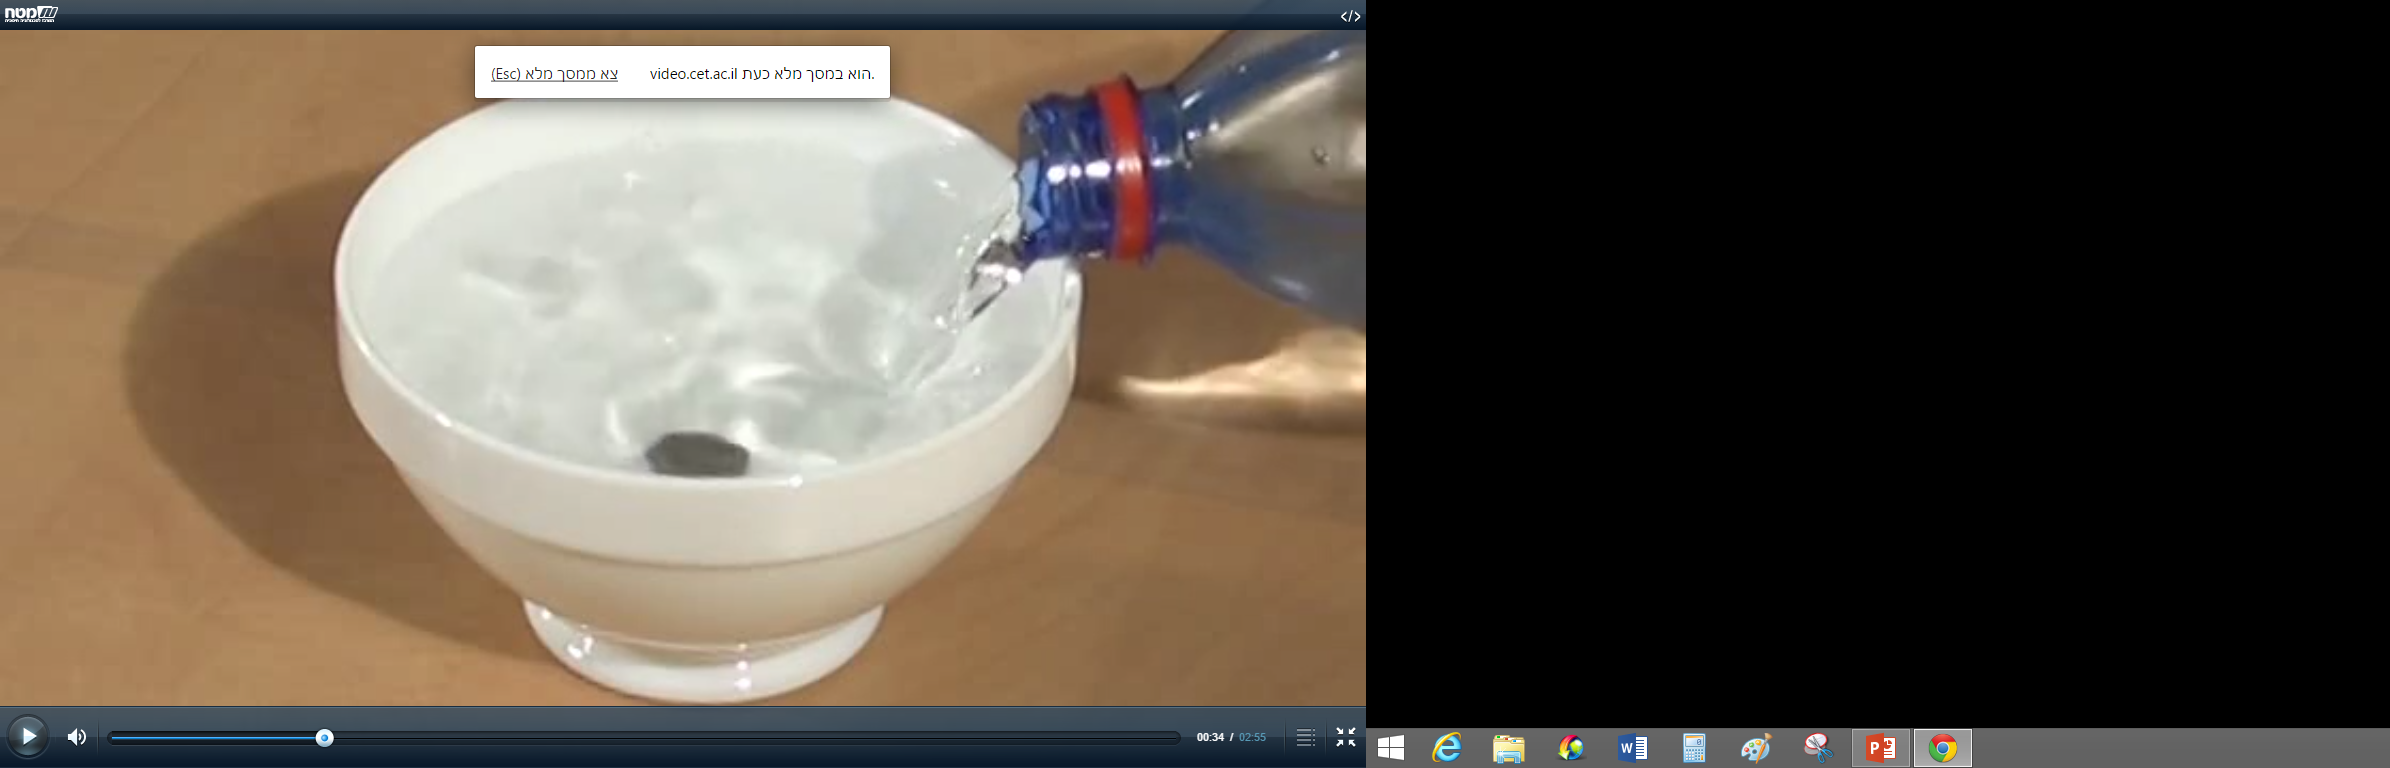 מטח
</>
צא ממסך מלא (Esc)
video.cet.ac.il הוא במסך מלא כעת.
00:34 / 02:55